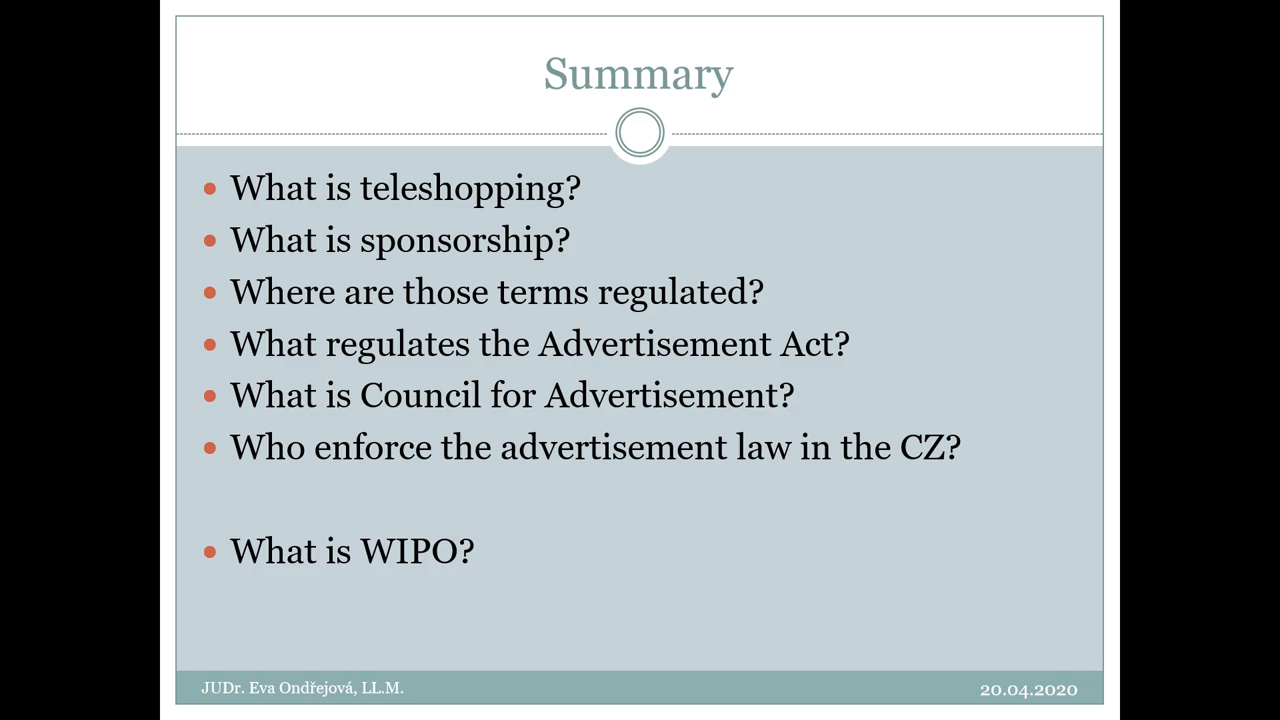 Summary
What is teleshopping?
What is sponsorship?
Where are those terms regulated?
What regulates the Advertisement Act?
What is Council for Advertisement?
Who enforce the advertisement law in the CZ?
What is WIPO?
JUDr. Eva Ondřejová, LL.M.
20.04.2020